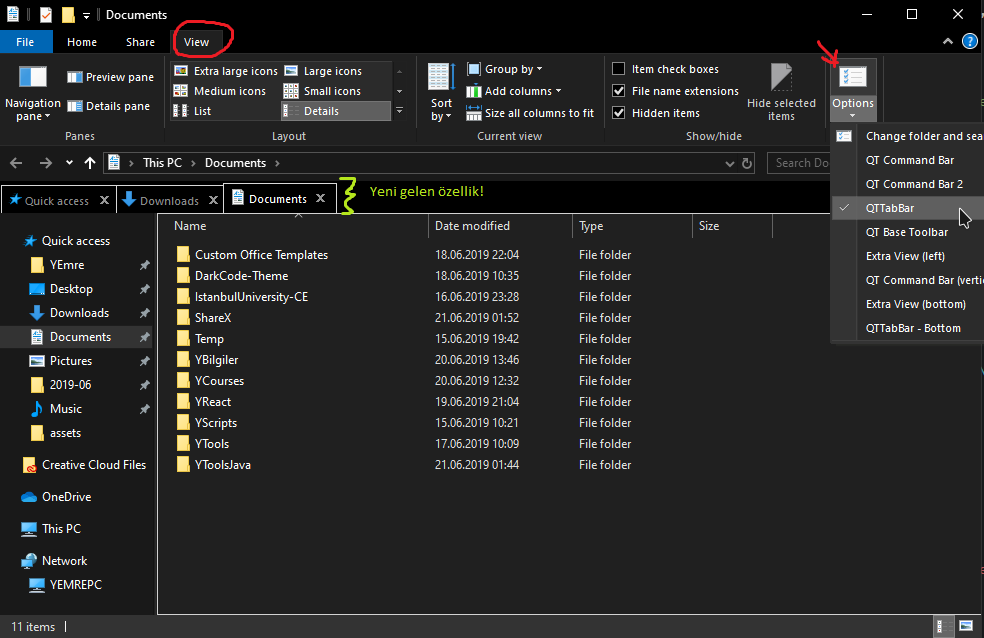 Documents
File Home Share View
Navigation pane
Preview pane
Details pane
Panes
Extra large icons Large icons
Medium icons Small icons
List Details
Layout
Sort by
Group by
Add columns
Size all columns to fit
Current view
Item check boxes
File name extensions
Hidden items
Hide selected items
Show/hide
Options
Change folder and sea
QT Command Bar
QT Command Bar 2
QTTabBar
QT Base Toolbar
Extra View (left)
QT Command Bar (verti
Extra View (bottom)
QTTabBar - Bottom
This PC Documents
Search Do
Quick access Downloads Documents
Yeni gelen özellik!
Quick access
YEmre
Desktop
Downloads
Documents
Pictures
2019-06
Music
assets
Creative Cloud Files
OneDrive
This PC
Network
YEMREPC
Name Date modified Type Size
Custom Office Templates 18.06.2019 22:04 File folder
DarkCode-Theme 18.06.2019 10:35 File folder
IstanbulUniversity-CE 16.06.2019 23:28 File folder
ShareX 21.06.2019 01:52 File folder
Temp 15.06.2019 19:42 File folder
YBilgiler 20.06.2019 13:46 File folder
YCourses 20.06.2019 12:32 File folder
YReact 19.06.2019 21:04 File folder
YScripts 15.06.2019 10:21 File folder
YTools 17.06.2019 10:09 File folder
YToolsJava 21.06.2019 01:44 File folder
11 items